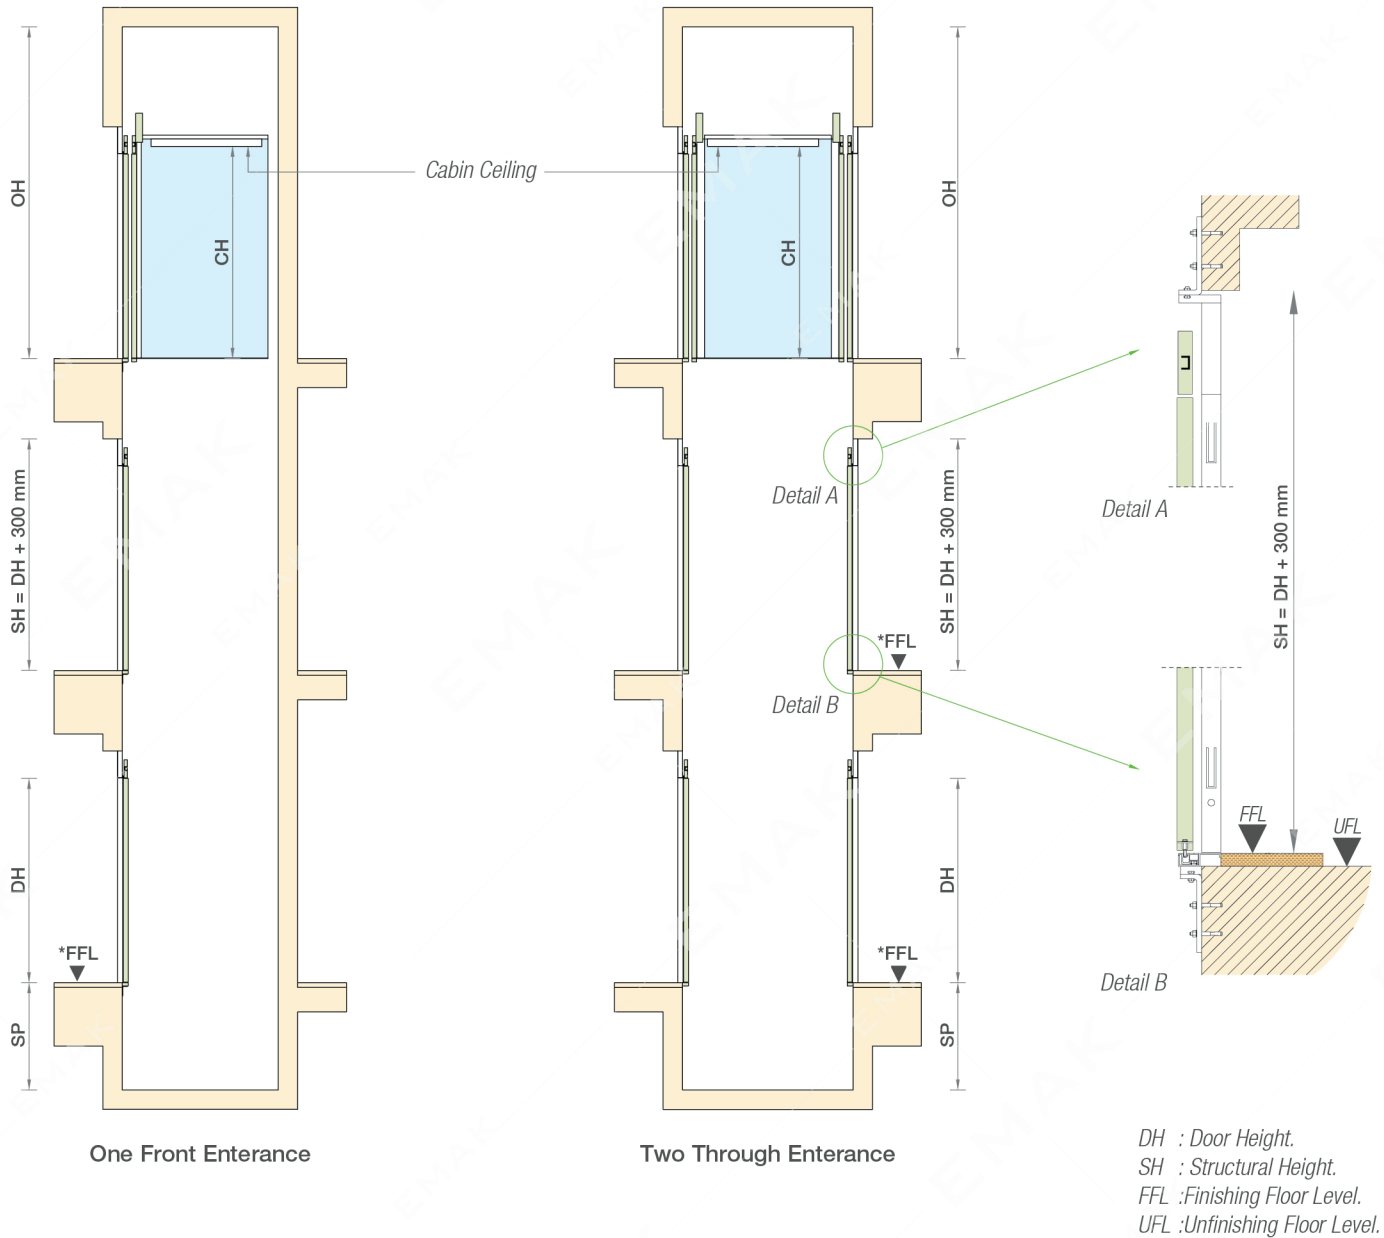 OH
Cabin Ceiling
CH
SH = DH + 300 mm
DH
*FFL
SP
One Front Enterance
OH
CH
Detail A
SH = DH + 300 mm
*FFL
Detail B
DH
*FFL
SP
Two Through Enterance
Detail A
SH = DH + 300 mm
FFL
UFL
Detail B
DH : Door Height.
SH : Structural Height.
FFL :Finishing Floor Level.
UFL :Unfinishing Floor Level.
EMAK